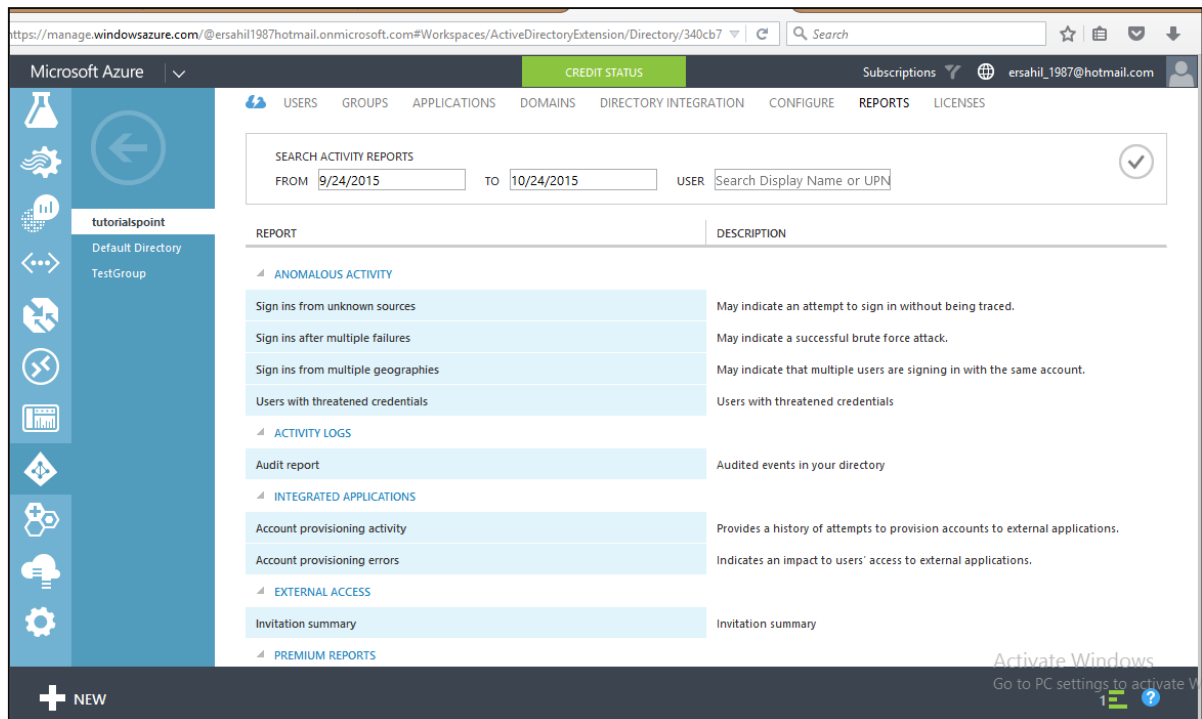 https://manage.windowsazure.com/@ersahil1987hotmail.onmicrosoft.com#Workspaces/ActiveDirectoryExtension/Directory/340cb7
Search
Microsoft Azure
CREDIT STATUS
Subscriptions
ersahil_1987@hotmail.com
USERS GROUPS APPLICATIONS DOMAINS DIRECTORY INTEGRATION CONFIGURE REPORTS LICENSES
SEARCH ACTIVITY REPORTS
FROM 9/24/2015 TO 10/24/2015 USER Search Display Name or UPN
tutorialspoint
Default Directory
TestGroup
REPORT DESCRIPTION
ANOMALOUS ACTIVITY
Sign ins from unknown sources May indicate an attempt to sign in without being traced.
Sign ins after multiple failures May indicate a successful brute force attack.
Sign ins from multiple geographies May indicate that multiple users are signing in with the same account.
Users with threatened credentials Users with threatened credentials
ACTIVITY LOGS
Audit report Audited events in your directory
INTEGRATED APPLICATIONS
Account provisioning activity Provides a history of attempts to provision accounts to external applications.
Account provisioning errors Indicates an impact to users' access to external applications.
EXTERNAL ACCESS
Invitation summary Invitation summary
PREMIUM REPORTS
Activate Windows
Go to PC settings to activate W
NEW
1